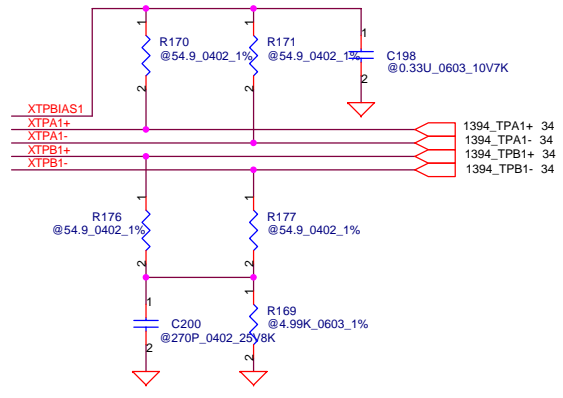 1
1
R170
R171
1
@54.9_0402_1%
@54.9_0402_1%
C198
@0.33U_0603_10V7K
2
2
2
XTPBIAS1
XTPA1+
1394_TPA1+ 34
XTPA1-
1394_TPA1- 34
XTPB1+
1394_TPB1+ 34
XTPB1-
1394_TPB1- 34
1
1
R176
R177
@54.9_0402_1%
@54.9_0402_1%
2
2
1
1
R169
C200
@4.99K_0603_1%
@270P_0402_25V8K
2
2